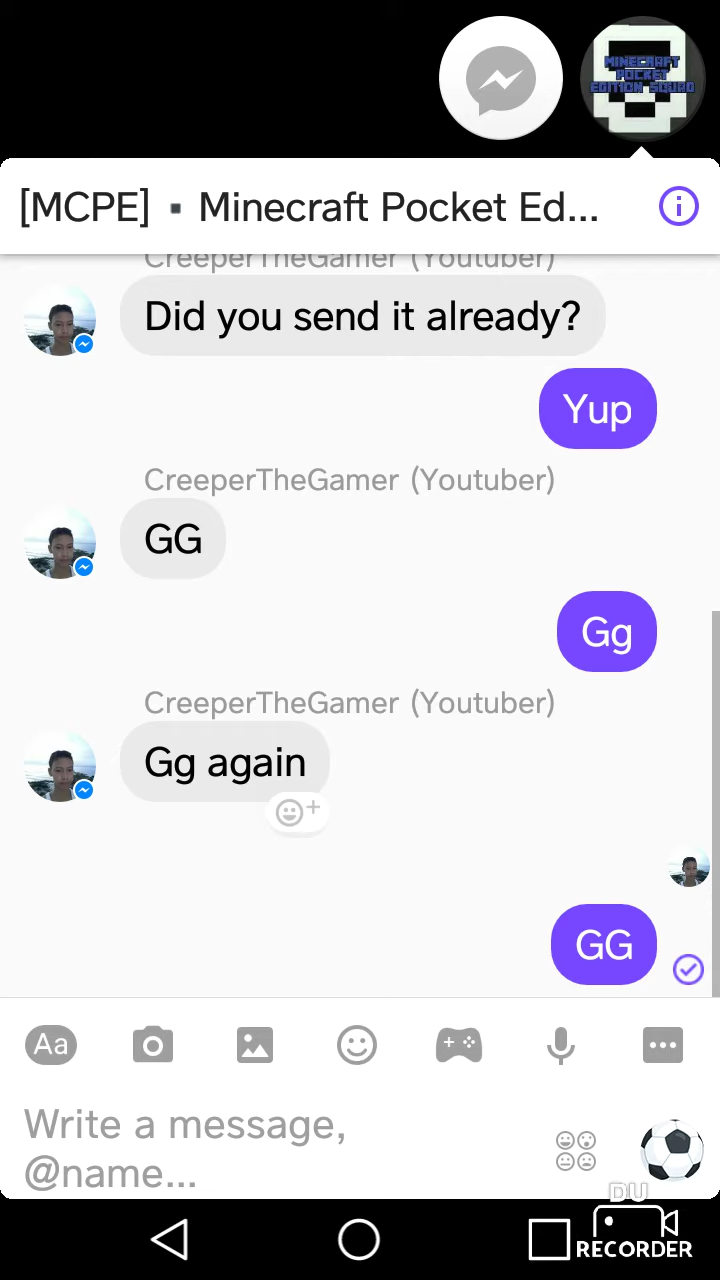 MINECRAFT
POCKET
EDITION SQUAD
[MCPE] ▪ Minecraft Pocket Ed...
CreeperTheGamer (Youtuber)
Did you send it already?
Yup
CreeperTheGamer (Youtuber)
GG
Gg
CreeperTheGamer (Youtuber)
Gg again
GG
Aa
Write a message,
@name...
DU
RECORDER